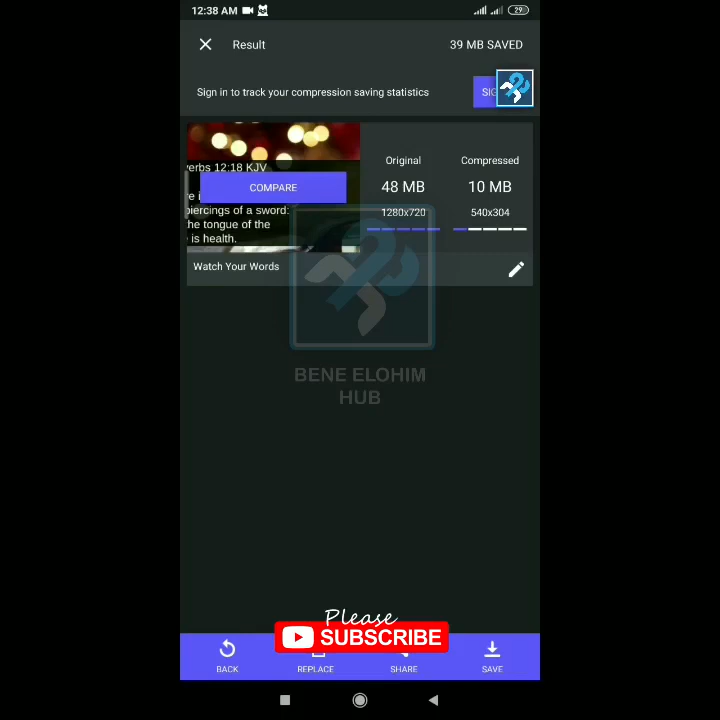 12:38 AM
29
Result
39 MB SAVED
Sign in to track your compression saving statistics
SIG
verbs 12:18 KJV
COMPARE
piercings of a sword:
the tongue of the
is health.
Original
Compressed
48 MB
10 MB
1280x720
540x304
Watch Your Words
BENE ELOHIM
HUB
Please
SUBSCRIBE
BACK
REPLACE
SHARE
SAVE